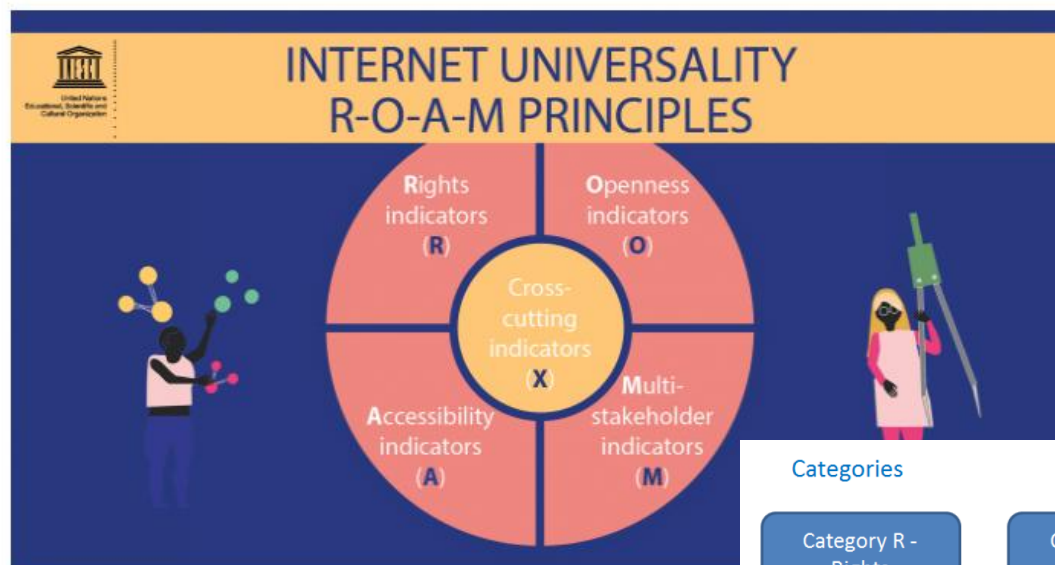 United Nations
Educational, Scientific and
Cultural Organization
INTERNET UNIVERSALITY
R-O-A-M PRINCIPLES
Rights
indicators
(R)
Openness
indicators
(O)
Cross-
cutting
indicators
(X)
Accessibility
indicators
(A)
Multi-
stakeholder
indicators
(M)
Categories
Category R -